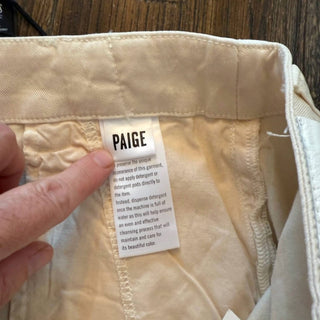 PAIGE
preserve the unique
appearance of this garment,
do not apply detergent or
detergent pods directly to
the item.
Instead, dispense detergent
once the machine is full of
water as this will help ensure
an even and effective
cleansing process that will
maintain and care for
its beautiful color.